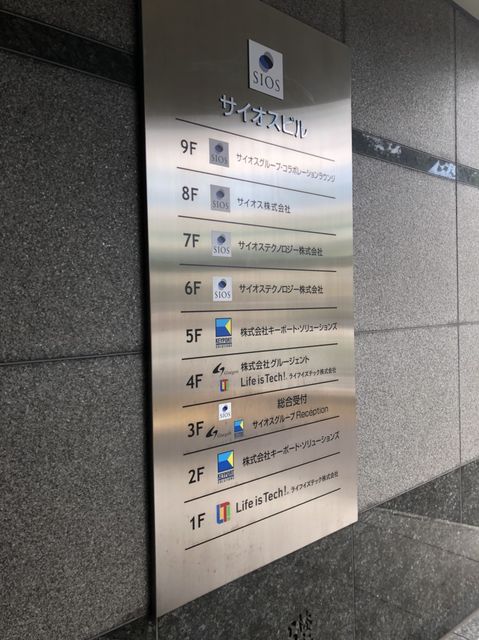 SIOS
サイオスビル
9F SIOS サイオスグループ・コラボレーションラウンジ
8F SIOS サイオス株式会社
7F SIOS サイオステクノロジー株式会社
6F SIOS サイオステクノロジー株式会社
5F KEYPORT SOLUTIONS 株式会社キーポート・ソリューションズ
4F Gluegent 株式会社グルージェント
Life is Tech! ライフイズテック株式会社
総合受付
3F SIOS Gluegent KEYPORT サイオスグループ Reception
2F KEYPORT SOLUTIONS 株式会社キーポート・ソリューションズ
1F Life is Tech! ライフイズテック株式会社